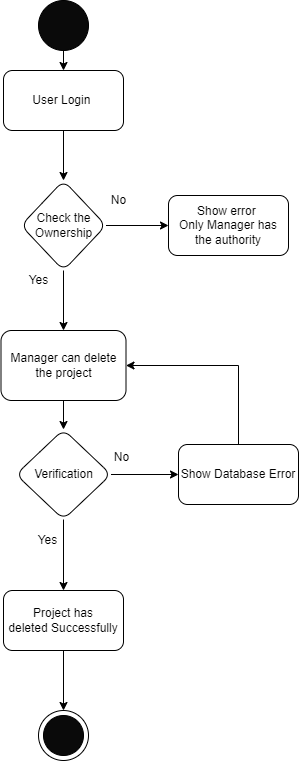 User Login
No
Check the
Ownership
Show error
Only Manager has
the authority
Yes
Manager can delete
the project
No
Verification
Show Database Error
Yes
Project has
deleted Successfully